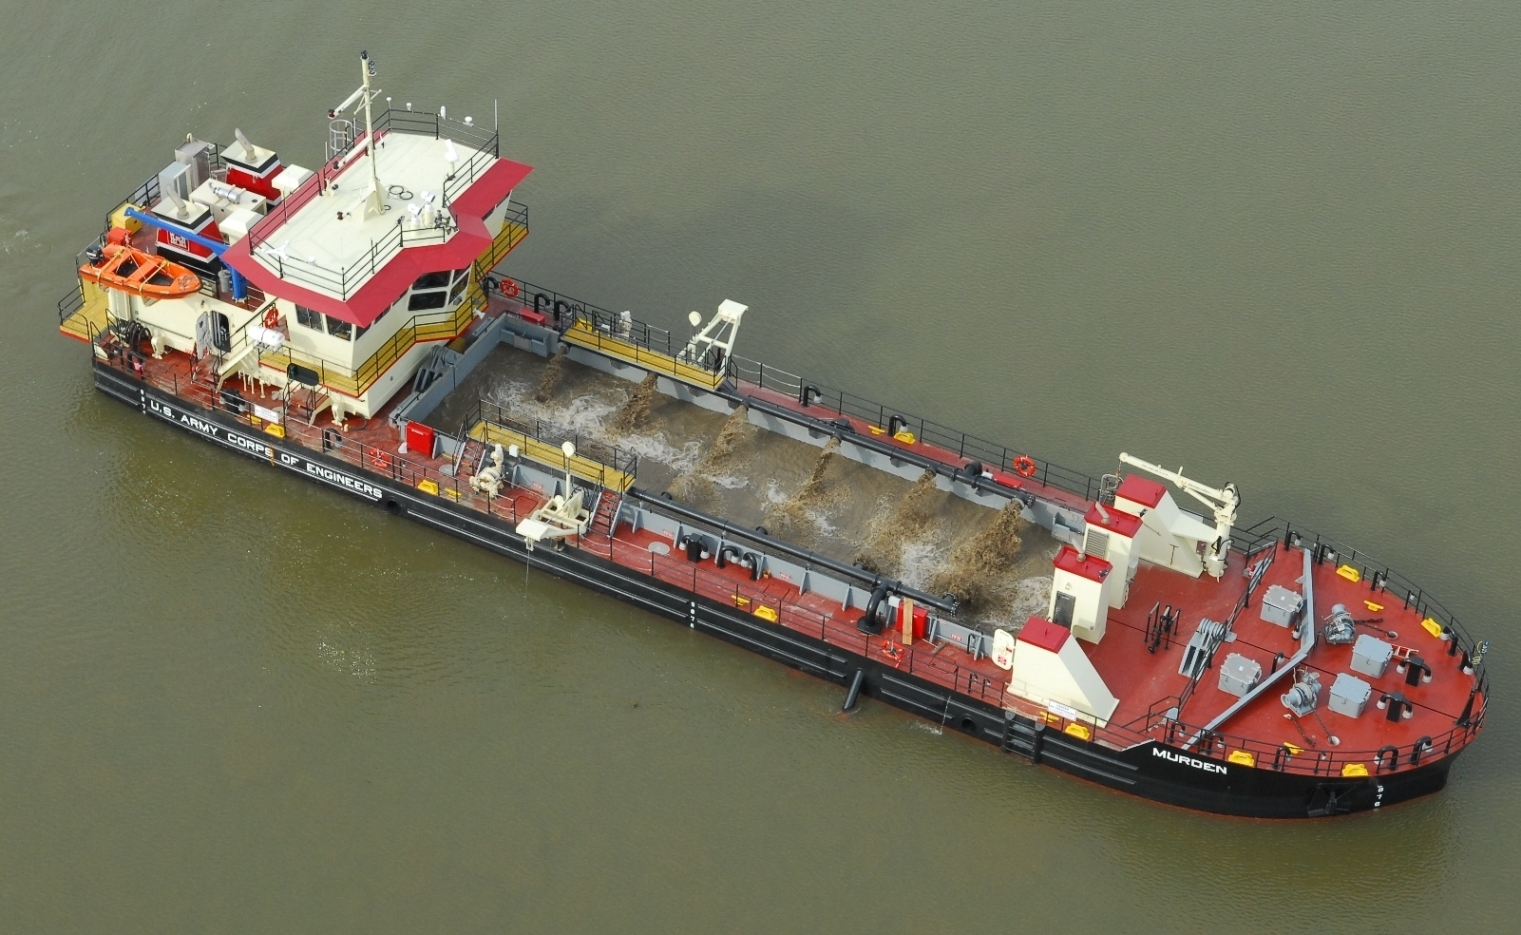 U.S. ARMY CORPS OF ENGINEERS
MURDEN